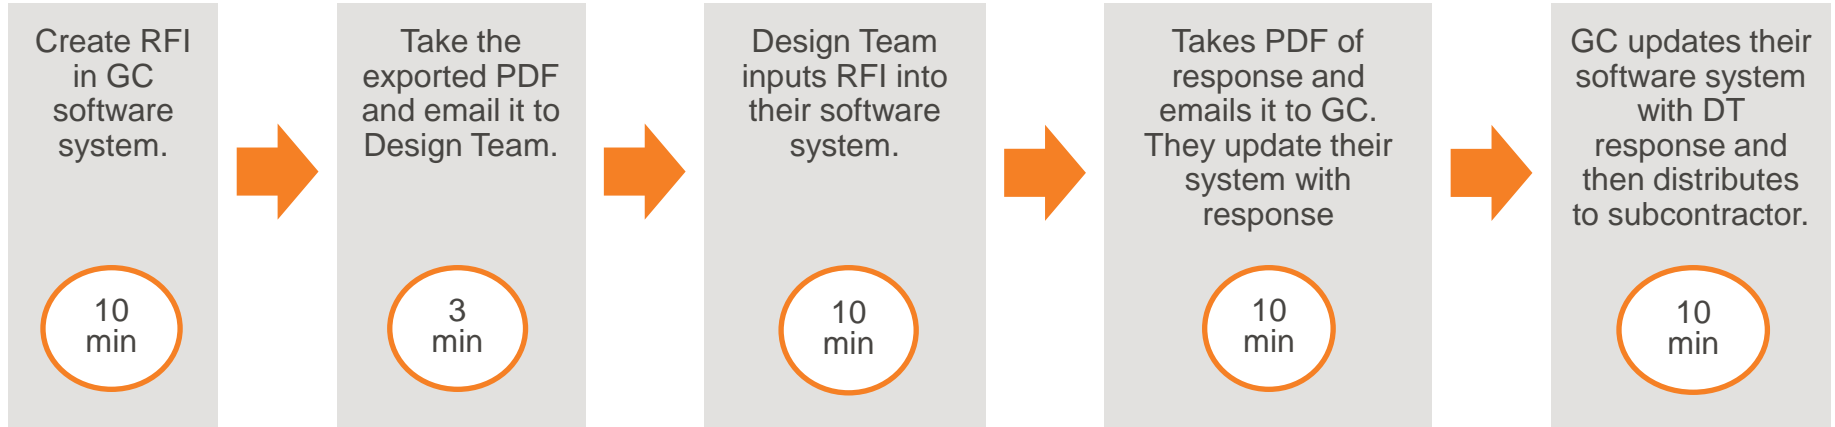 Create RFI
in GC
software
system.
10
min
Take the
exported PDF
and email it to
Design Team.
3
min
Design Team
inputs RFI into
their software
system.
10
min
Takes PDF of
response and
emails it to GC.
They update their
system with
response
10
min
GC updates their
software system
with DT
response and
then distributes
to subcontractor.
10
min